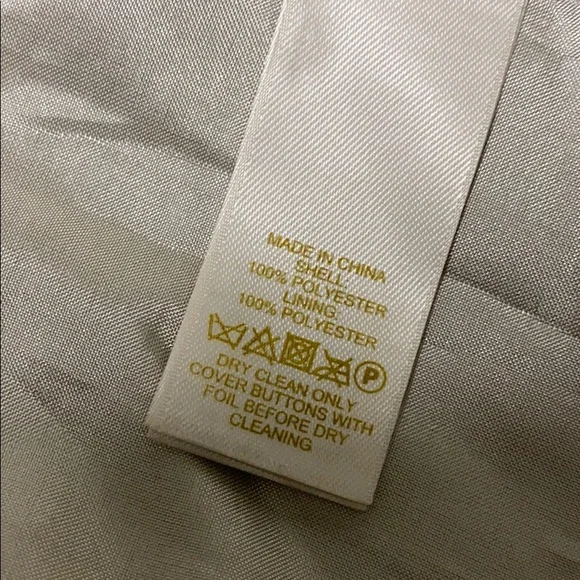 MADE IN CHINA
SHELL:
100% POLYESTER
LINING:
100% POLYESTER
P
DRY CLEAN ONLY
COVER BUTTONS WITH
FOIL BEFORE DRY
CLEANING